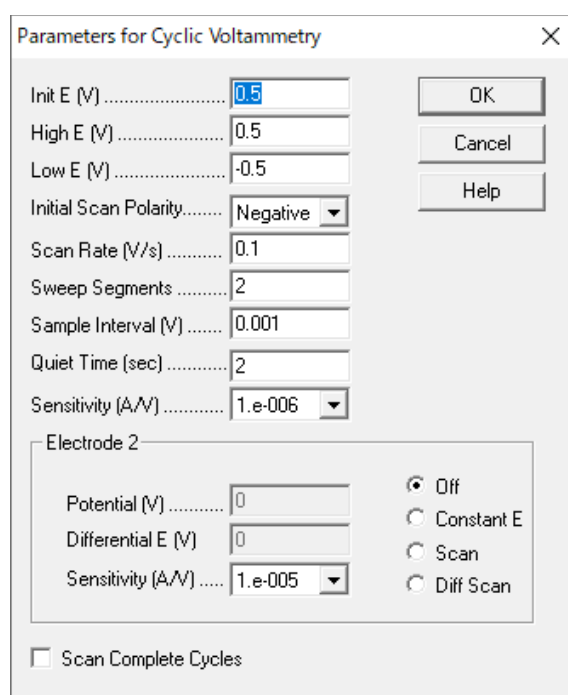 Parameters for Cyclic Voltammetry
Init E (V) ........................ 0.5
OK
High E (V) ...................... 0.5
Cancel
Low E (V) ....................... -0.5
Help
Initial Scan Polarity........ Negative
Scan Rate (V/s) ........... 0.1
Sweep Segments .......... 2
Sample Interval (V) ....... 0.001
Quiet Time (sec) ............ 2
Sensitivity (A/V) ............ 1.e-006
Electrode 2
Potential (V) ........... 0
Differential E (V) 0
Sensitivity (A/V) ..... 1.e-005
Off
Constant E
Scan
Diff Scan
Scan Complete Cycles